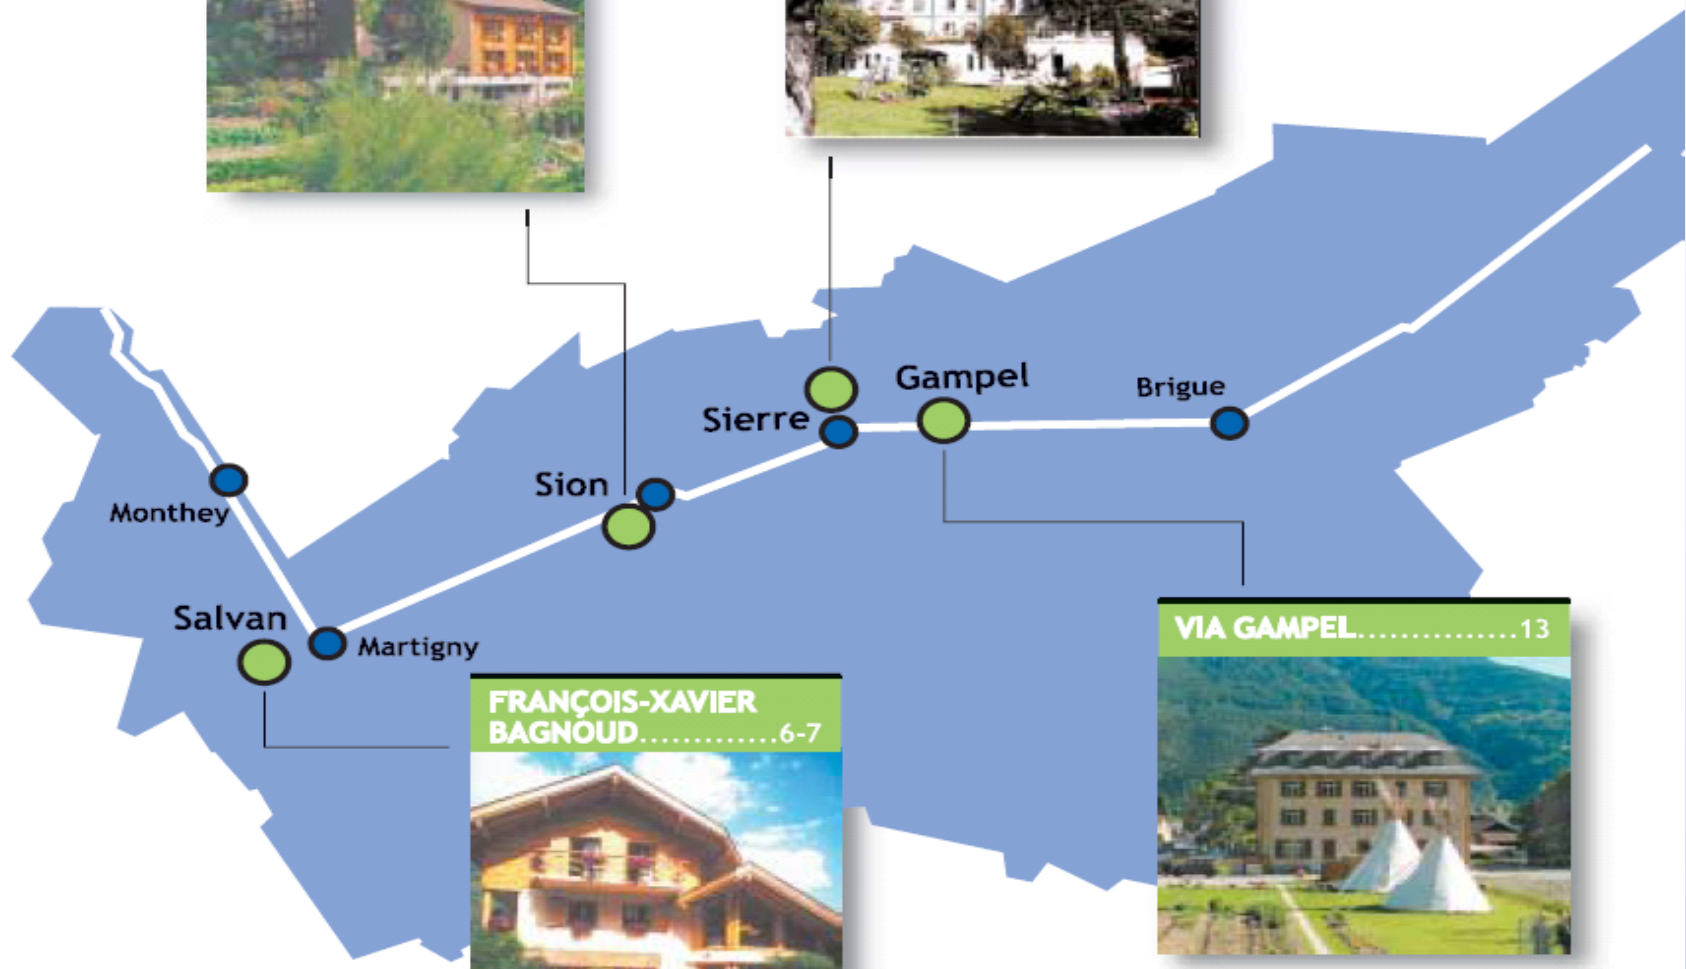 Gampel
Brigue
Sierre
Sion
Monthey
Salvan
Martigny
VIA GAMPEL...............13
FRANÇOIS-XAVIER
BAGNOUD.............6-7